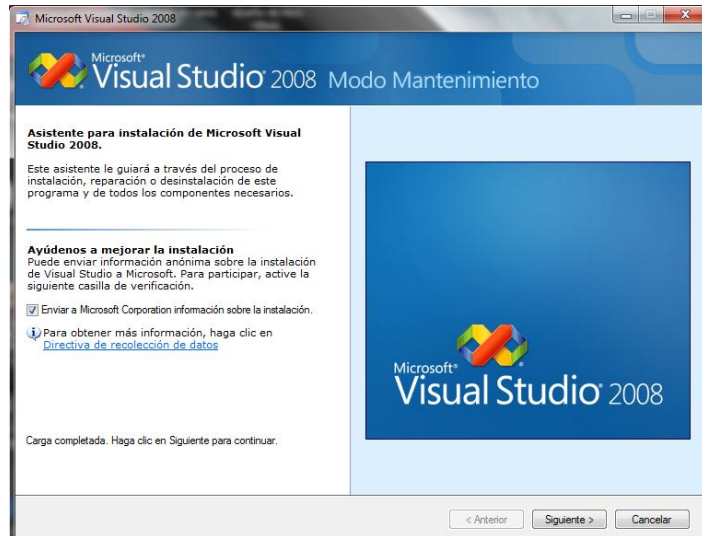 Microsoft Visual Studio 2008
Microsoft®
Visual Studio® 2008 Modo Mantenimiento
Asistente para instalación de Microsoft Visual
Studio 2008.
Este asistente le guiará a través del proceso de
instalación, reparación o desinstalación de este
programa y de todos los componentes necesarios.
Ayúdenos a mejorar la instalación
Puede enviar información anónima sobre la instalación
de Visual Studio a Microsoft. Para participar, active la
siguiente casilla de verificación.
Enviar a Microsoft Corporation información sobre la instalación.
Para obtener más información, haga clic en
Directiva de recolección de datos
Microsoft®
Visual Studio® 2008
Carga completada. Haga clic en Siguiente para continuar.
< Anterior Siguiente > Cancelar